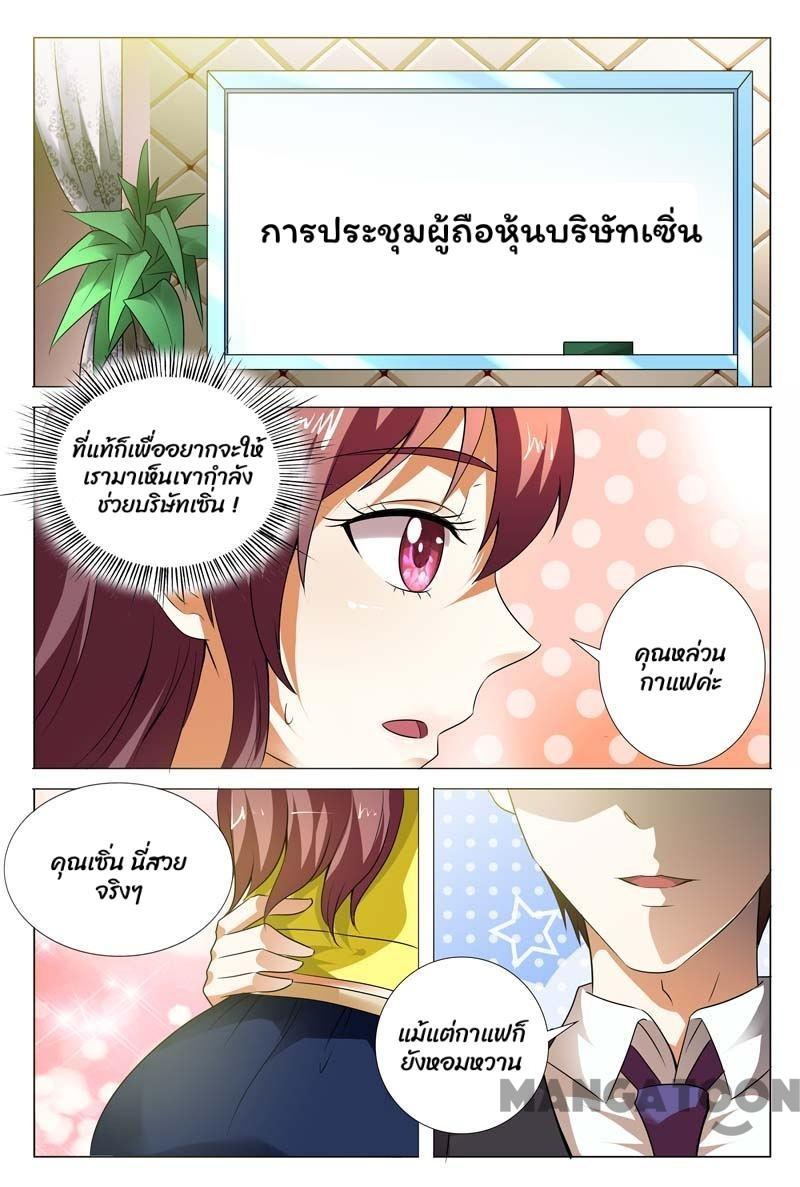 การประชุมผู้ถือหุ้นบริษัทเซิ่น
ที่แท้ก็เพื่ออยากจะให้
เรามาเห็นเขากำลัง
ช่วยบริษัทเซิ่น !
คุณหล่วน
กาแฟค่ะ
คุณเซิ่น นี่สวย
จริงๆ
แม้แต่กาแฟก็
ยังหอมหวาน
MANGATOON